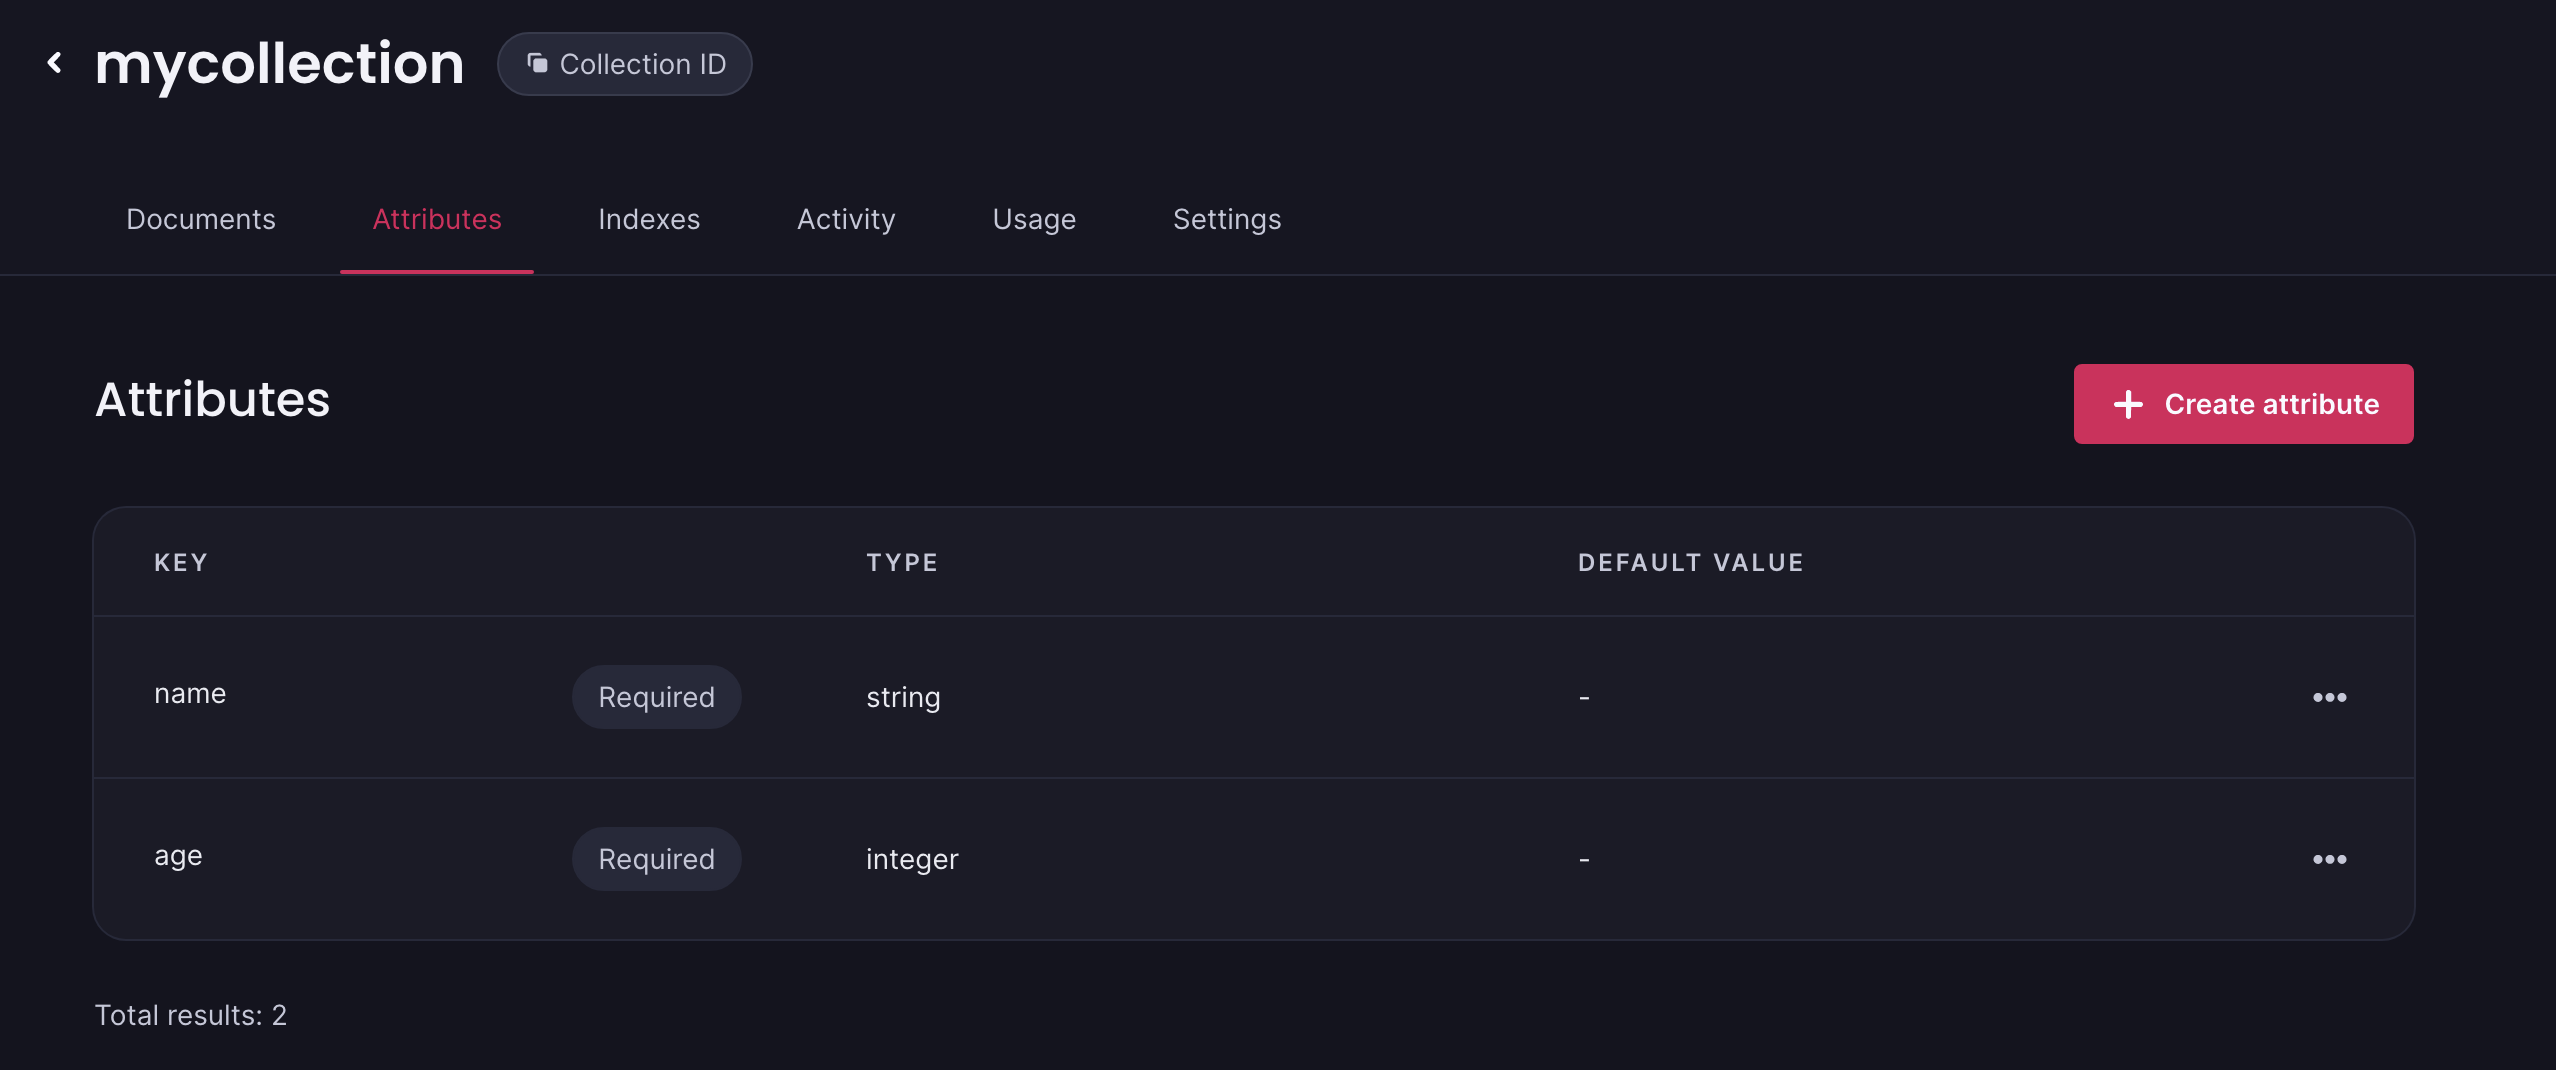 mycollection Collection ID
Documents Attributes Indexes Activity Usage Settings
Attributes Create attribute
KEY TYPE DEFAULT VALUE
name Required string -
age Required integer -
Total results: 2